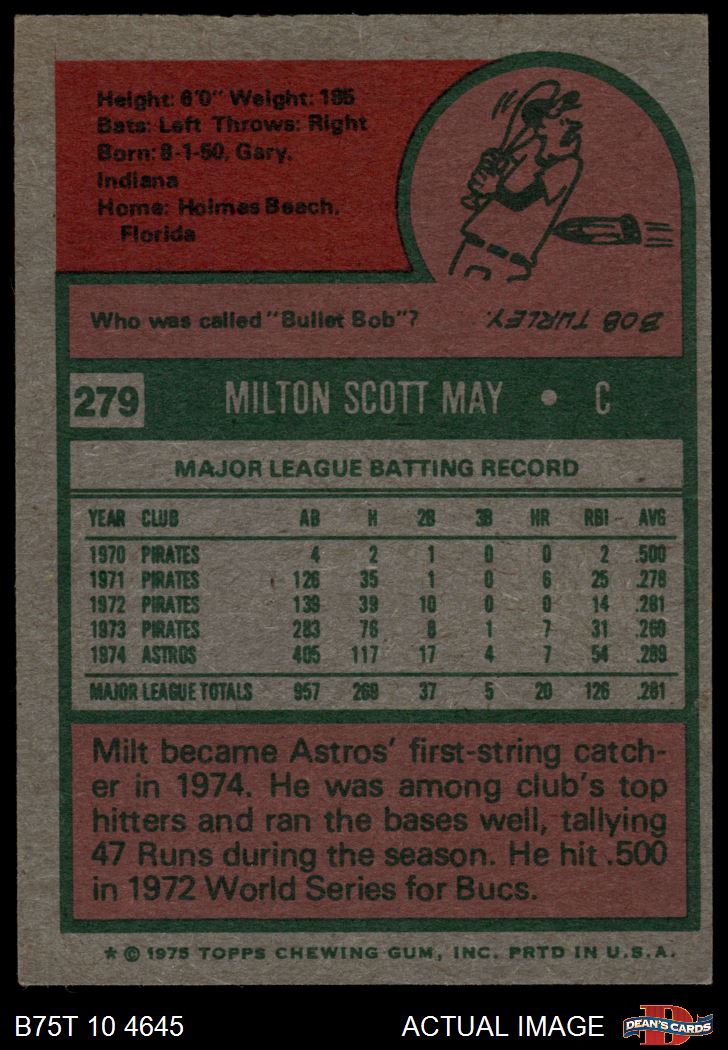 Height: 6'0" Weight: 185
Bats: Left Throws: Right
Born: 8-1-50, Gary,
Indiana
Home: Holmes Beach,
Florida
Who was called "Bullet Bob"?
BOB TURLEY.
279 MILTON SCOTT MAY • C
MAJOR LEAGUE BATTING RECORD
YEAR CLUB AB H 2B 3B HR RBI AVG
1970 PIRATES 4 2 1 0 0 2 .500
1971 PIRATES 126 35 1 0 6 25 .278
1972 PIRATES 139 39 10 0 0 14 .281
1973 PIRATES 283 76 8 1 7 31 .269
1974 ASTROS 405 117 17 4 7 54 .289
MAJOR LEAGUE TOTALS 957 269 37 5 20 126 .281
Milt became Astros' first-string catch-
er in 1974. He was among club's top
hitters and ran the bases well, tallying
47 Runs during the season. He hit .500
in 1972 World Series for Bucs.
* © 1975 TOPPS CHEWING GUM, INC. PRTD IN U.S.A.
B75T 10 4645 ACTUAL IMAGE D DEAN'S CARDS